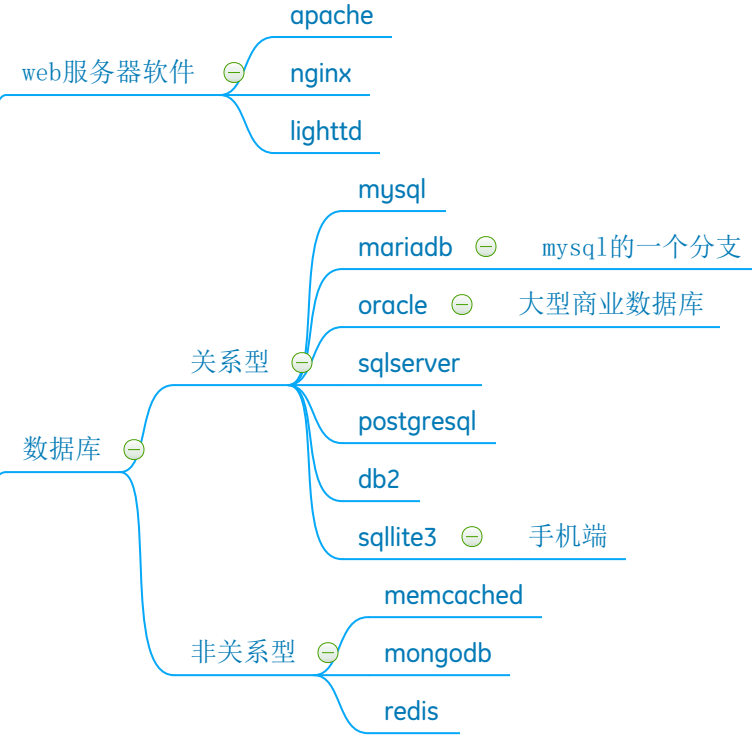 apache
web服务器软件
nginx
lighttd
mysql
mariadb mysql的一个分支
oracle 大型商业数据库
关系型
sqlserver
postgresql
数据库
db2
sqllite3 手机端
memcached
非关系型
mongodb
redis